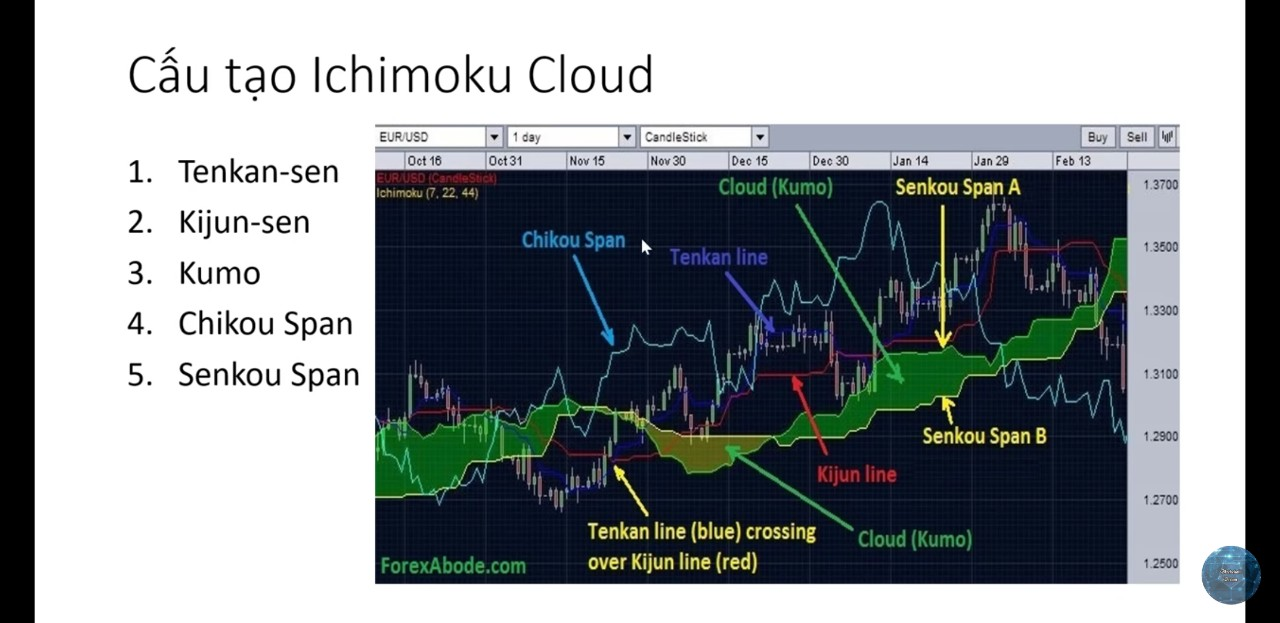 Cấu tạo Ichimoku Cloud
1. Tenkan-sen
2. Kijun-sen
3. Kumo
4. Chikou Span
5. Senkou Span
EUR/USD 1 day CandleStick Buy Sell
Oct 16 Oct 31 Nov 15 Nov 30 Dec 15 Dec 30 Jan 14 Jan 29 Feb 13
EUR/USD (CandleStick)
Ichimoku (7, 22, 44)
Cloud (Kumo)
Senkou Span A
Chikou Span
Tenkan line
Senkou Span B
Kijun line
Tenkan line (blue) crossing
over Kijun line (red)
Cloud (Kumo)
ForexAbode.com
1.3700
1.3500
1.3300
1.3100
1.2900
1.2700
1.2500